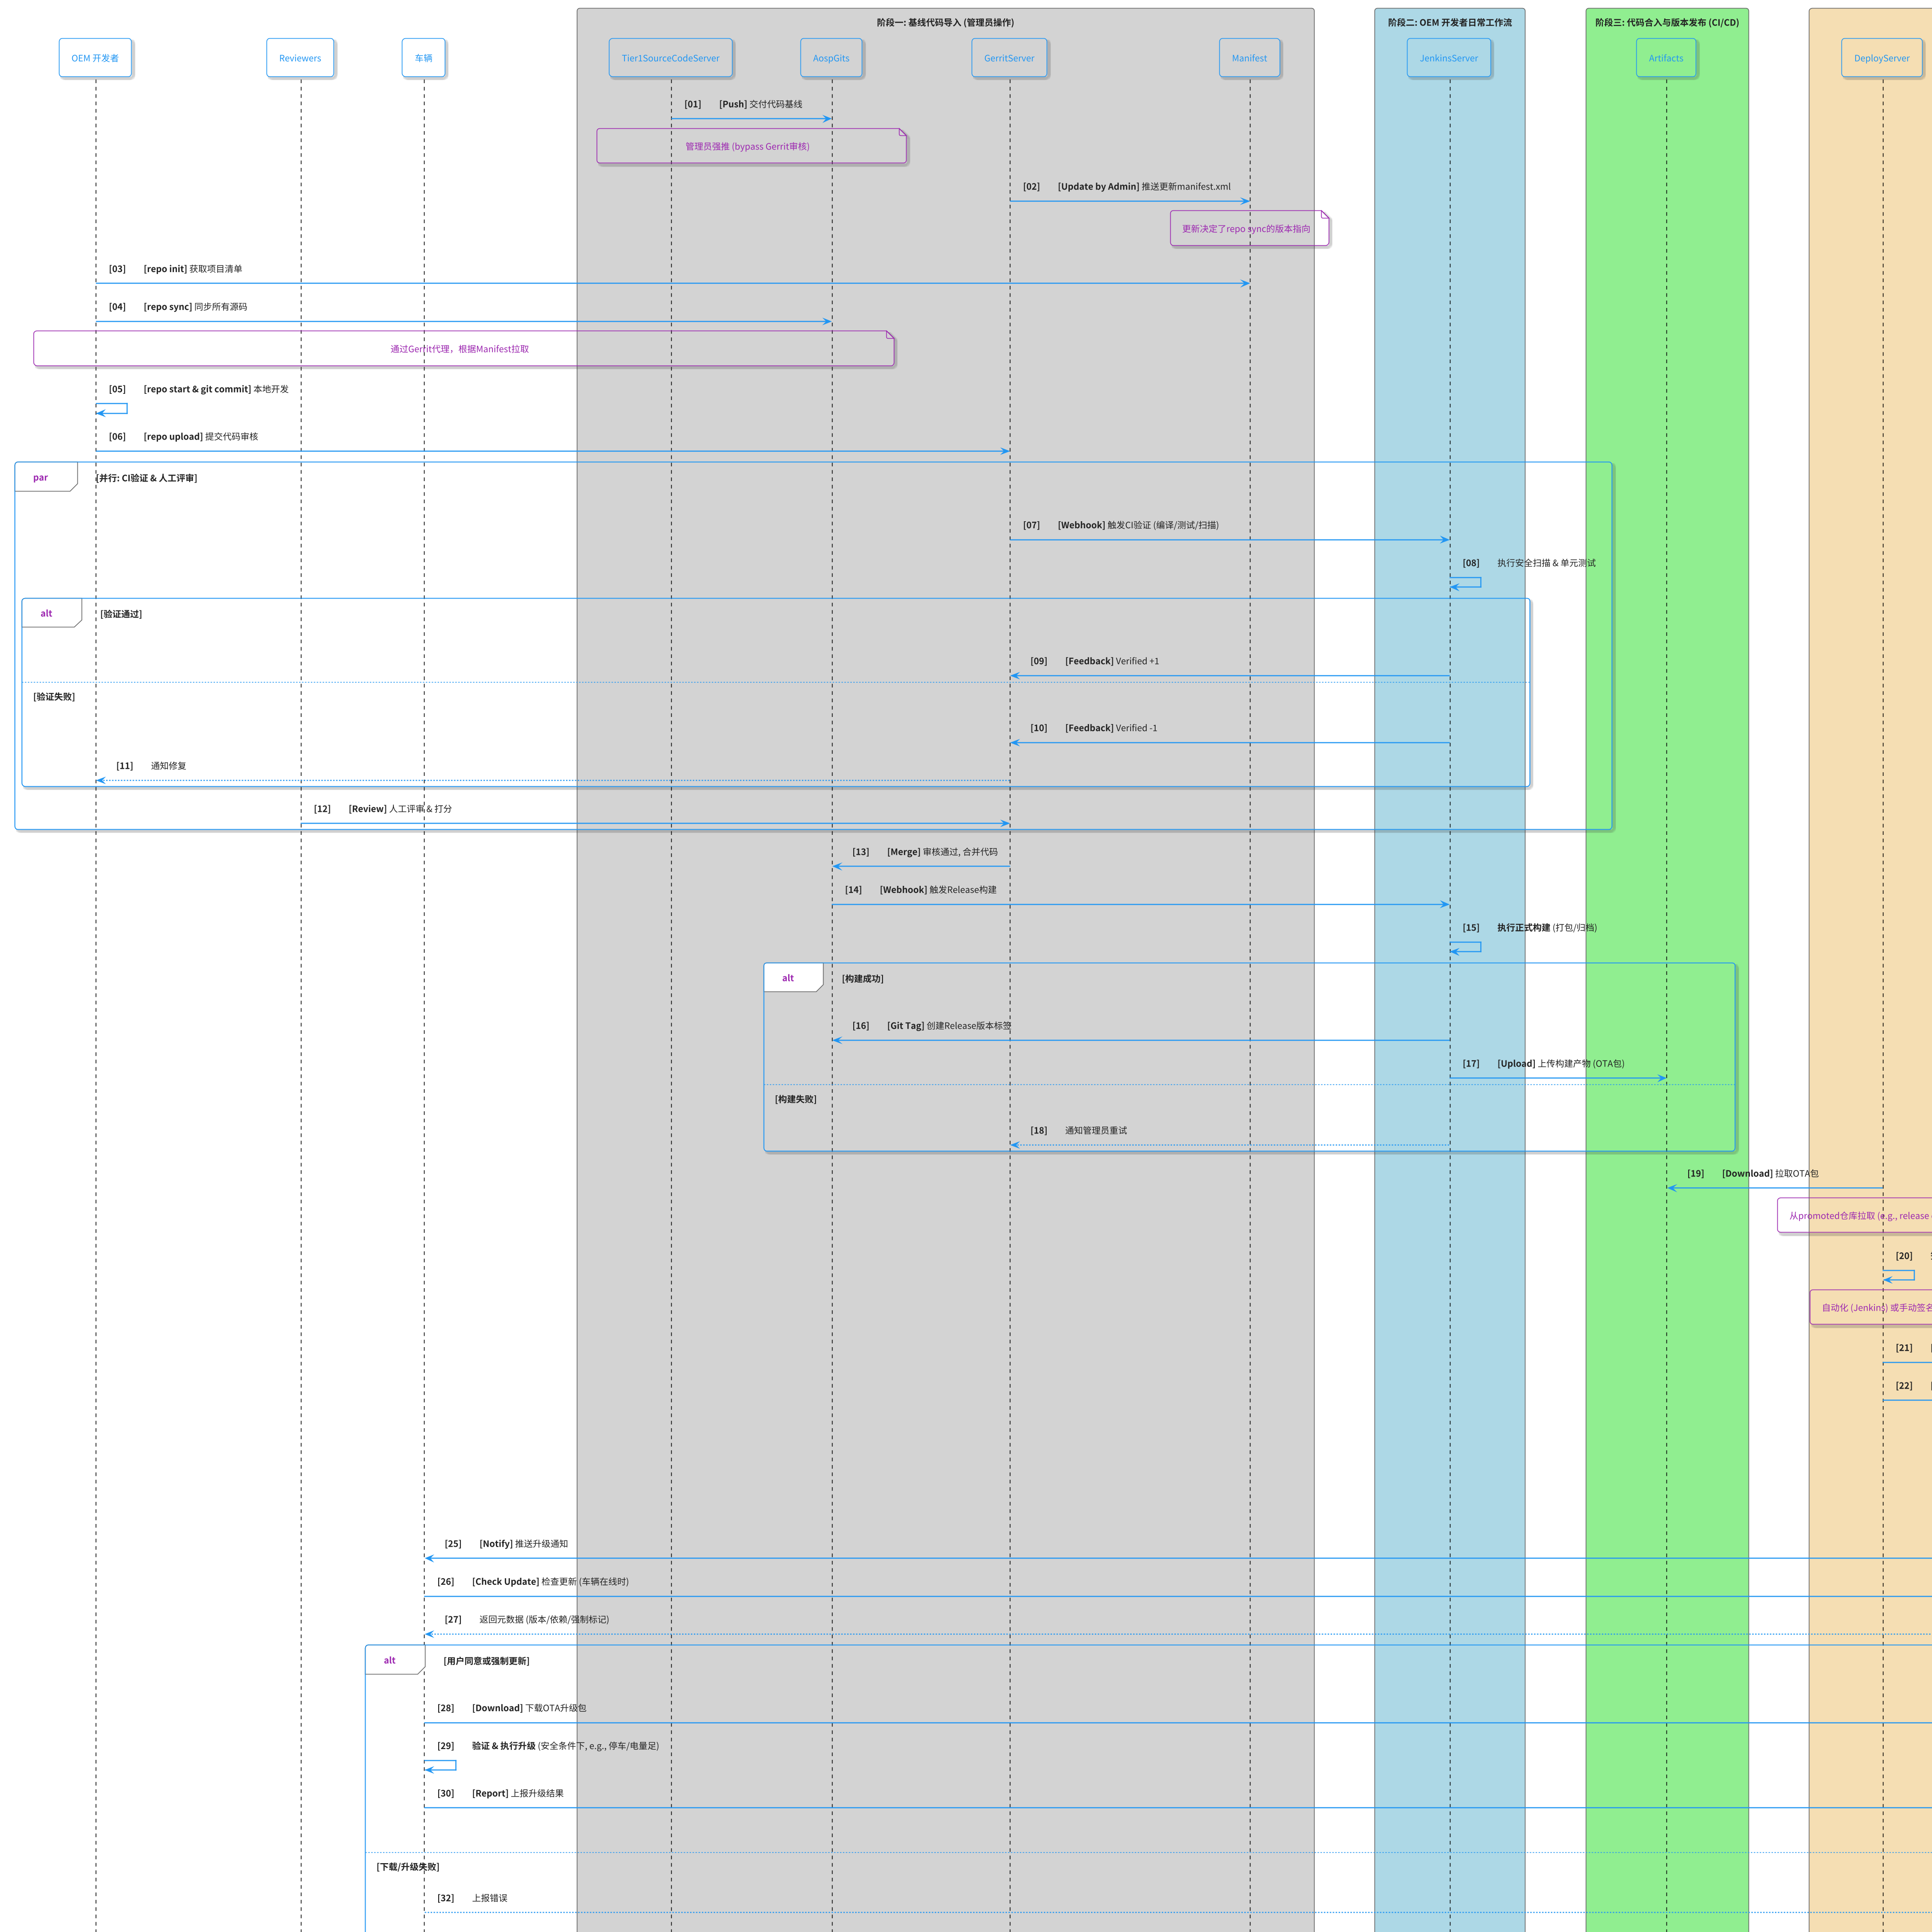 阶段一: 基线代码导入 (管理员操作)
阶段二: OEM 开发者日常工作流
阶段三: 代码合入与版本发布 (CI/CD)
OEM 开发者
Reviewers
车辆
Tier1SourceCodeServer
AospGits
GerritServer
Manifest
JenkinsServer
Artifacts
DeployServer
[01] [Push] 交付代码基线
管理员强推 (bypass Gerrit审核)
[02] [Update by Admin] 推送更新manifest.xml
更新决定了repo sync的版本指向
[03] [repo init] 获取项目清单
[04] [repo sync] 同步所有源码
通过Gerrit代理，根据Manifest拉取
[05] [repo start & git commit] 本地开发
[06] [repo upload] 提交代码审核
par [并行: CI验证 & 人工评审]
[07] [Webhook] 触发CI验证 (编译/测试/扫描)
[08] 执行安全扫描 & 单元测试
alt [验证通过]
[09] [Feedback] Verified +1
[验证失败]
[10] [Feedback] Verified -1
[11] 通知修复
[12] [Review] 人工评审 & 打分
[13] [Merge] 审核通过, 合并代码
[14] [Webhook] 触发Release构建
[15] 执行正式构建 (打包/归档)
alt [构建成功]
[16] [Git Tag] 创建Release版本标签
[17] [Upload] 上传构建产物 (OTA包)
[构建失败]
[18] 通知管理员重试
[19] [Download] 拉取OTA包
从promoted仓库拉取 (e.g., release
[20]
自动化 (Jenkins) 或手动签名
[21] [
[22] [
[25] [Notify] 推送升级通知
[26] [Check Update] 检查更新 (车辆在线时)
[27] 返回元数据 (版本/依赖/强制标记)
alt [用户同意或强制更新]
[28] [Download] 下载OTA升级包
[29] 验证 & 执行升级 (安全条件下, e.g., 停车/电量足)
[30] [Report] 上报升级结果
[下载/升级失败]
[32] 上报错误